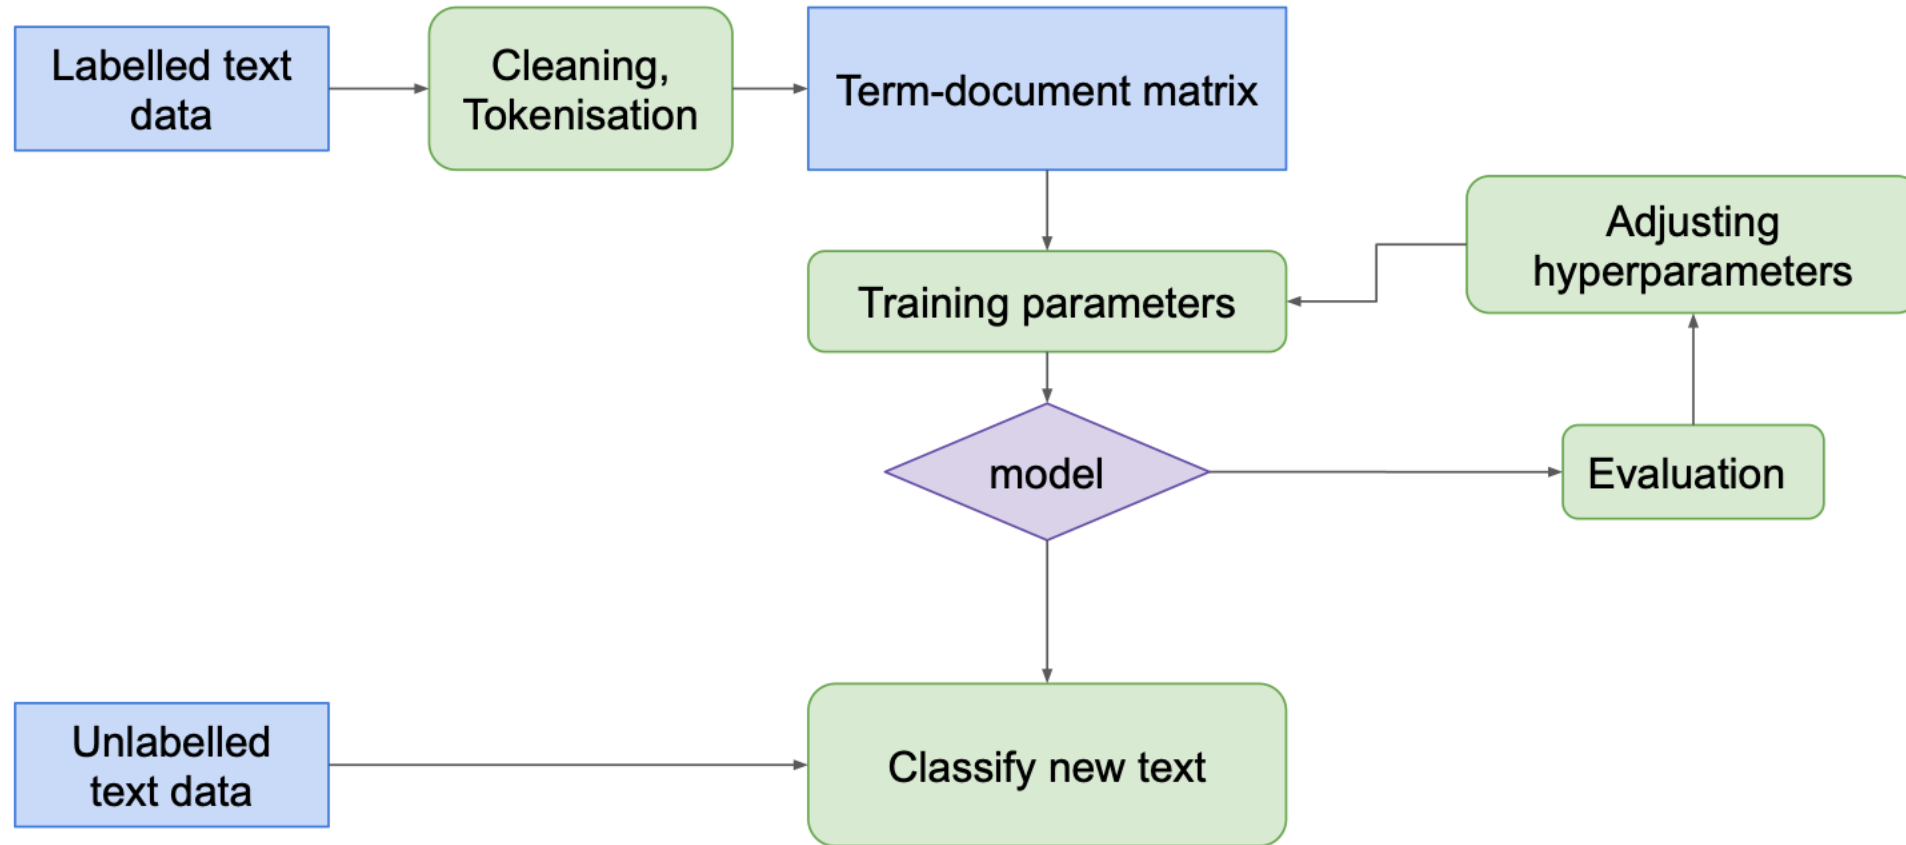 Labelled text
data
Cleaning,
Tokenisation
Term-document matrix
Adjusting
hyperparameters
Training parameters
model
Evaluation
Unlabelled
text data
Classify new text